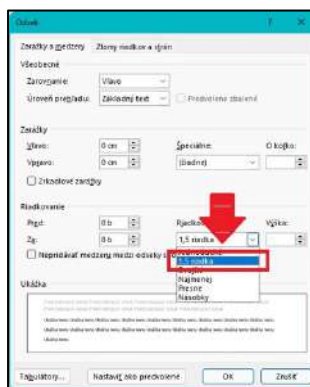 Odsek ? ×
Zarážky a medzery Zlomy riadkov a strán
Všeobecné
Zarovnanie: Vľavo
Úroveň prehľadu: Základný text Predvolene zbalené
Zarážky
Vľavo: 0 cm Špeciálne: O koľko:
Vpravo: 0 cm (žiadne)
Zrkadlové zarážky
Riadkovanie
Pred: 0 b Riadkovanie: Výška:
Za: 8 b 1,5 riadka
Nepridávať medzery medzi odseky
1,5 riadka
Dvojité
Najmenej
Presne
Násobky
Ukážka
Tabulátory... Nastaviť ako predvolené OK Zrušiť